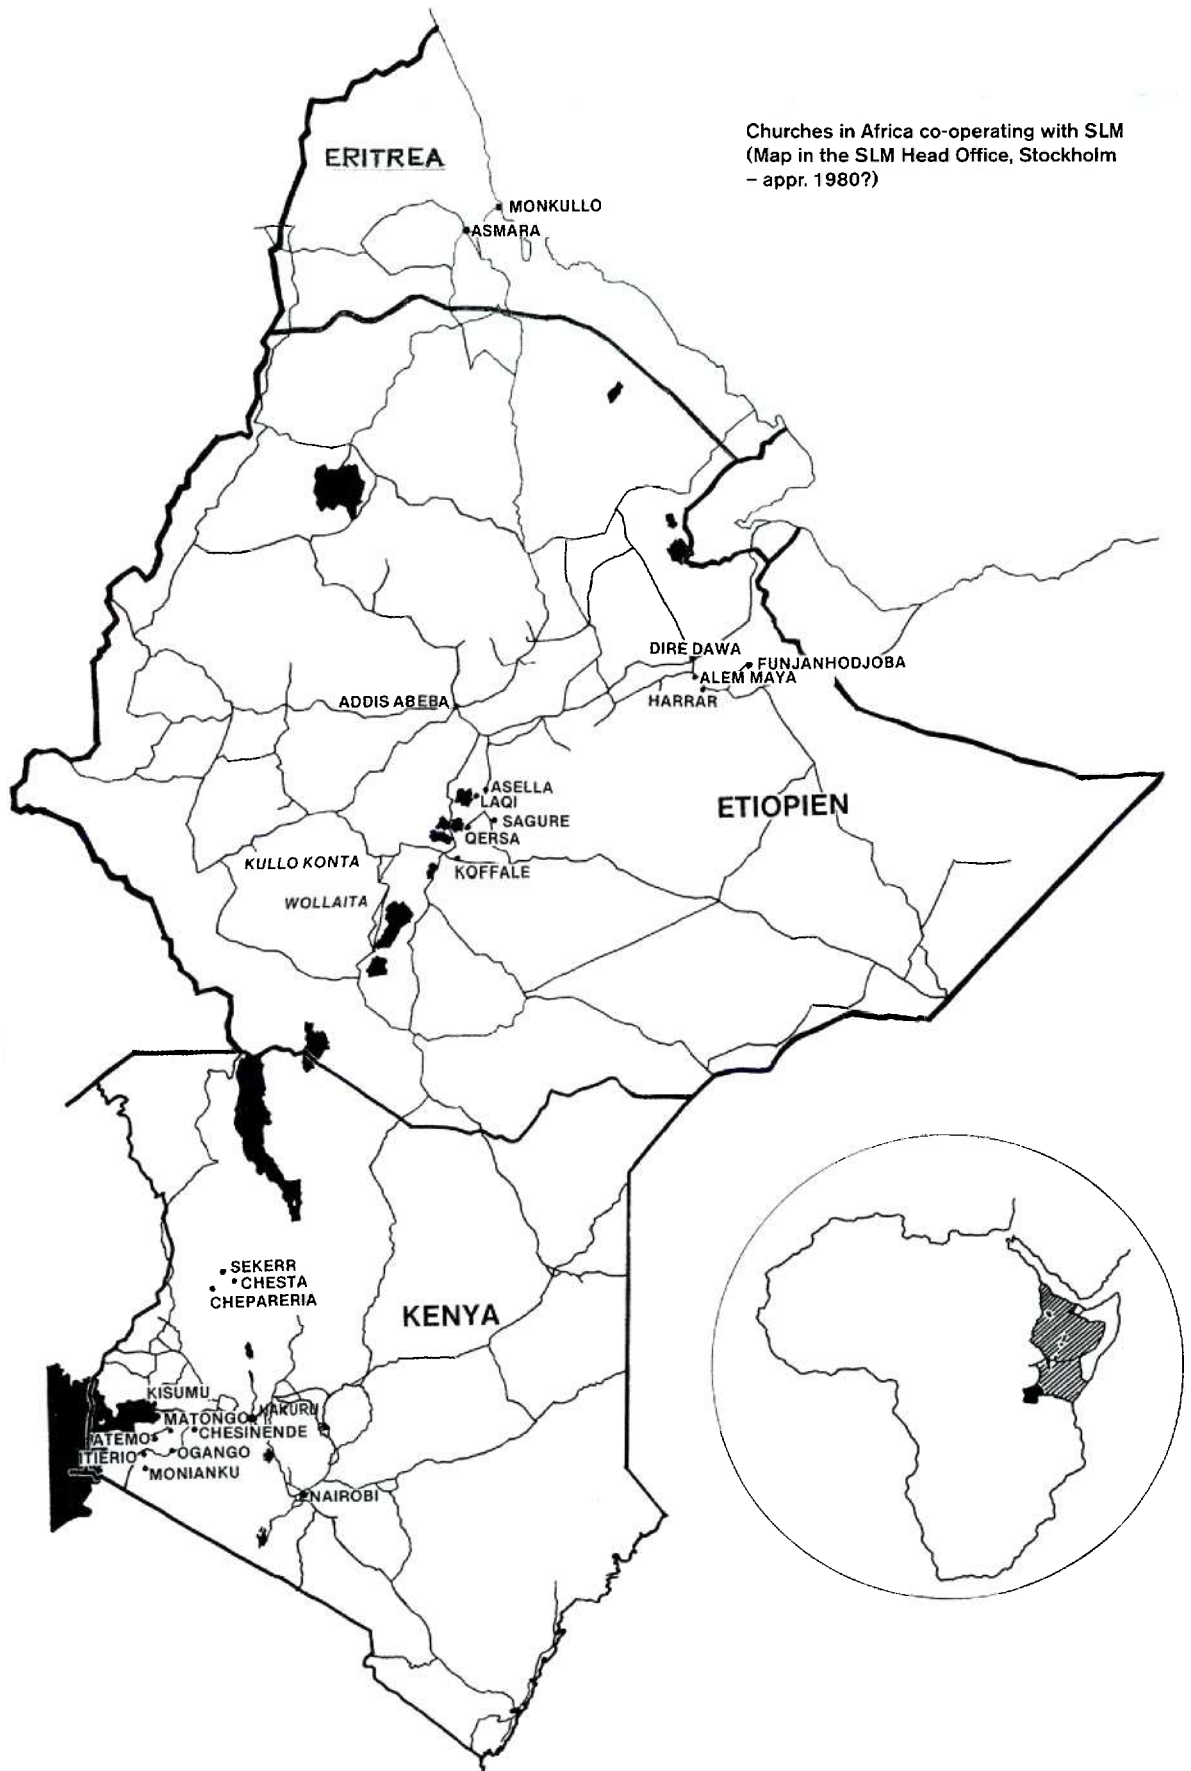 Churches in Africa co-operating with SLM
(Map in the SLM Head Office, Stockholm
– appr. 1980?)
ERITREA
MONKULLO
ASMARA
DIRE DAWA
FUNJANHODJOBA
ALEM MAYA
HARRAR
ADDIS ABEBA
ASELLA
LAQI
ETIOPIEN
SAGURE
QERSA
KULLO KONTA
KOFFALE
WOLLAITA
SEKERR
CHESTA
CHEPARERIA
KENYA
KISUMU
NAKURU
MATONGO
CHESINENDE
ATEMO
OGANGO
ITIERIO
MONIANKU
NAIROBI